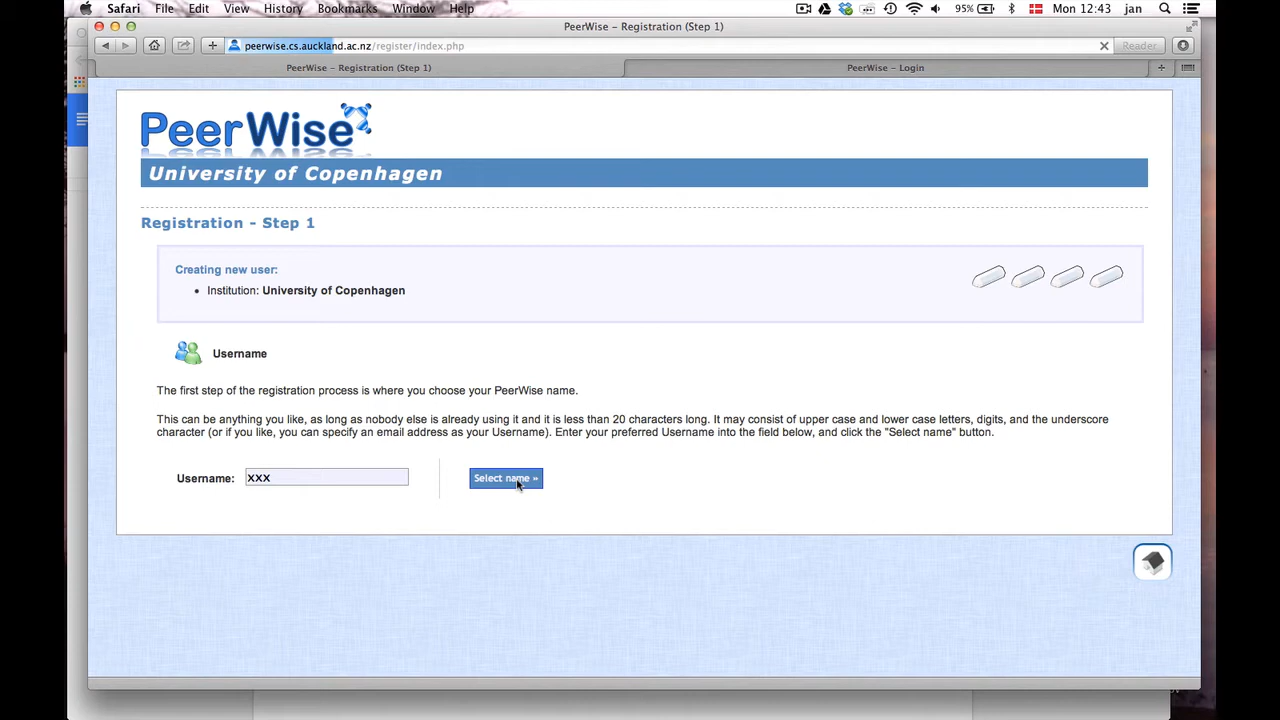 Safari File Edit View History Bookmarks Window Help 95% Mon 12:43 jan
PeerWise – Registration (Step 1)
peerwise.cs.auckland.ac.nz/register/index.php Reader
PeerWise – Registration (Step 1) PeerWise – Login
PeerWise
University of Copenhagen
Registration - Step 1
Creating new user:
• Institution: University of Copenhagen
Username
The first step of the registration process is where you choose your PeerWise name.
This can be anything you like, as long as nobody else is already using it and it is less than 20 characters long. It may consist of upper case and lower case letters, digits, and the underscore
character (or if you like, you can specify an email address as your Username). Enter your preferred Username into the field below, and click the "Select name" button.
Username: xxx Select name »